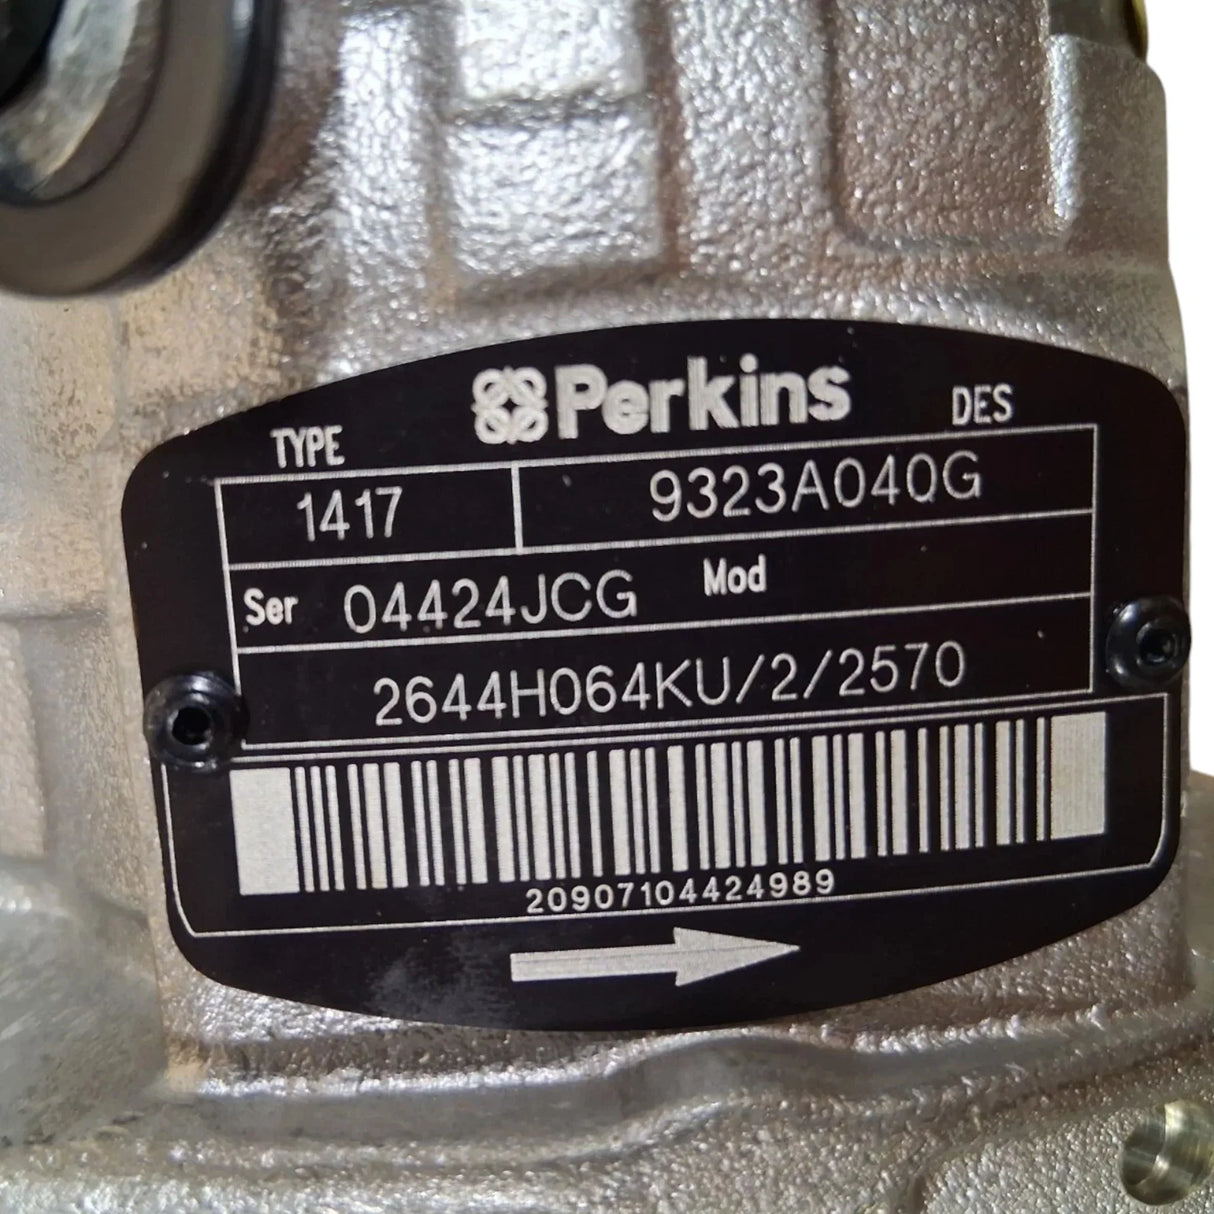 Perkins
TYPE DES
1417 9323A040G
Ser 04424JCG Mod
2644H064KU/2/2570
20907104424989